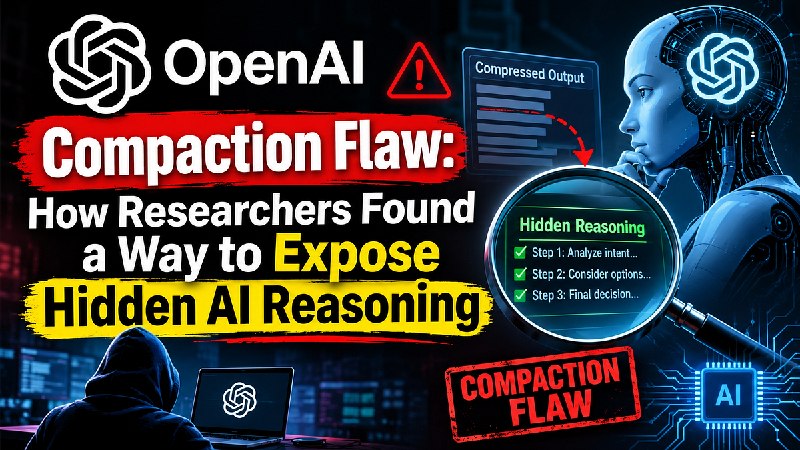 OpenAI
Compaction Flaw:
How Researchers Found
a Way to Expose
Hidden AI Reasoning
Compressed Output
Hidden Reasoning
Step 1: Analyze intent...
Step 2: Consider options...
Step 3: Final decision...
COMPACTION
FLAW
AI